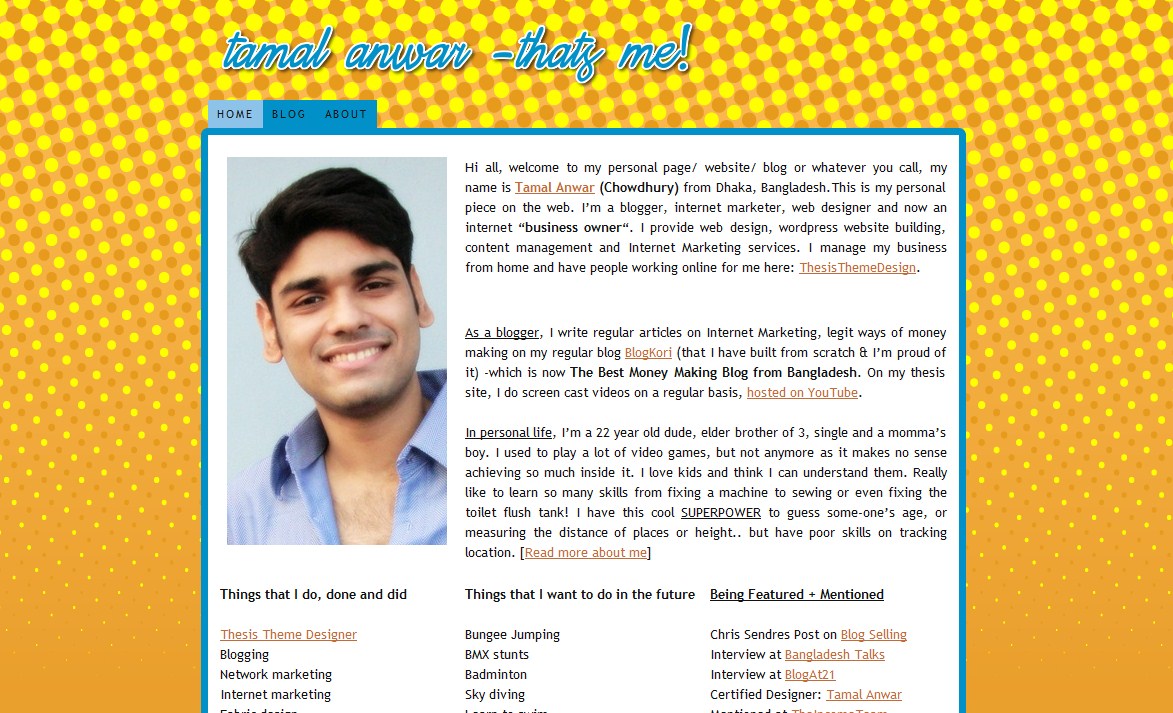 tamal anwar -thatz me!
HOME BLOG ABOUT
Hi all, welcome to my personal page/ website/ blog or whatever you call, my
name is Tamal Anwar (Chowdhury) from Dhaka, Bangladesh.This is my personal
piece on the web. I'm a blogger, internet marketer, web designer and now an
internet “business owner“. I provide web design, wordpress website building,
content management and Internet Marketing services. I manage my business
from home and have people working online for me here: ThesisThemeDesign.
As a blogger, I write regular articles on Internet Marketing, legit ways of money
making on my regular blog BlogKori (that I have built from scratch & I'm proud of
it) -which is now The Best Money Making Blog from Bangladesh. On my thesis
site, I do screen cast videos on a regular basis, hosted on YouTube.
In personal life, I'm a 22 year old dude, elder brother of 3, single and a momma's
boy. I used to play a lot of video games, but not anymore as it makes no sense
achieving so much inside it. I love kids and think I can understand them. Really
like to learn so many skills from fixing a machine to sewing or even fixing the
toilet flush tank! I have this cool SUPERPOWER to guess some-one's age, or
measuring the distance of places or height.. but have poor skills on tracking
location. [Read more about me]
Things that I do, done and did
Thesis Theme Designer
Blogging
Network marketing
Internet marketing
Fabric design
Things that I want to do in the future
Bungee Jumping
BMX stunts
Badminton
Sky diving
Learn to swim
Being Featured + Mentioned
Chris Sendres Post on Blog Selling
Interview at Bangladesh Talks
Interview at BlogAt21
Certified Designer: Tamal Anwar
Mentioned at TheIncomeTeam